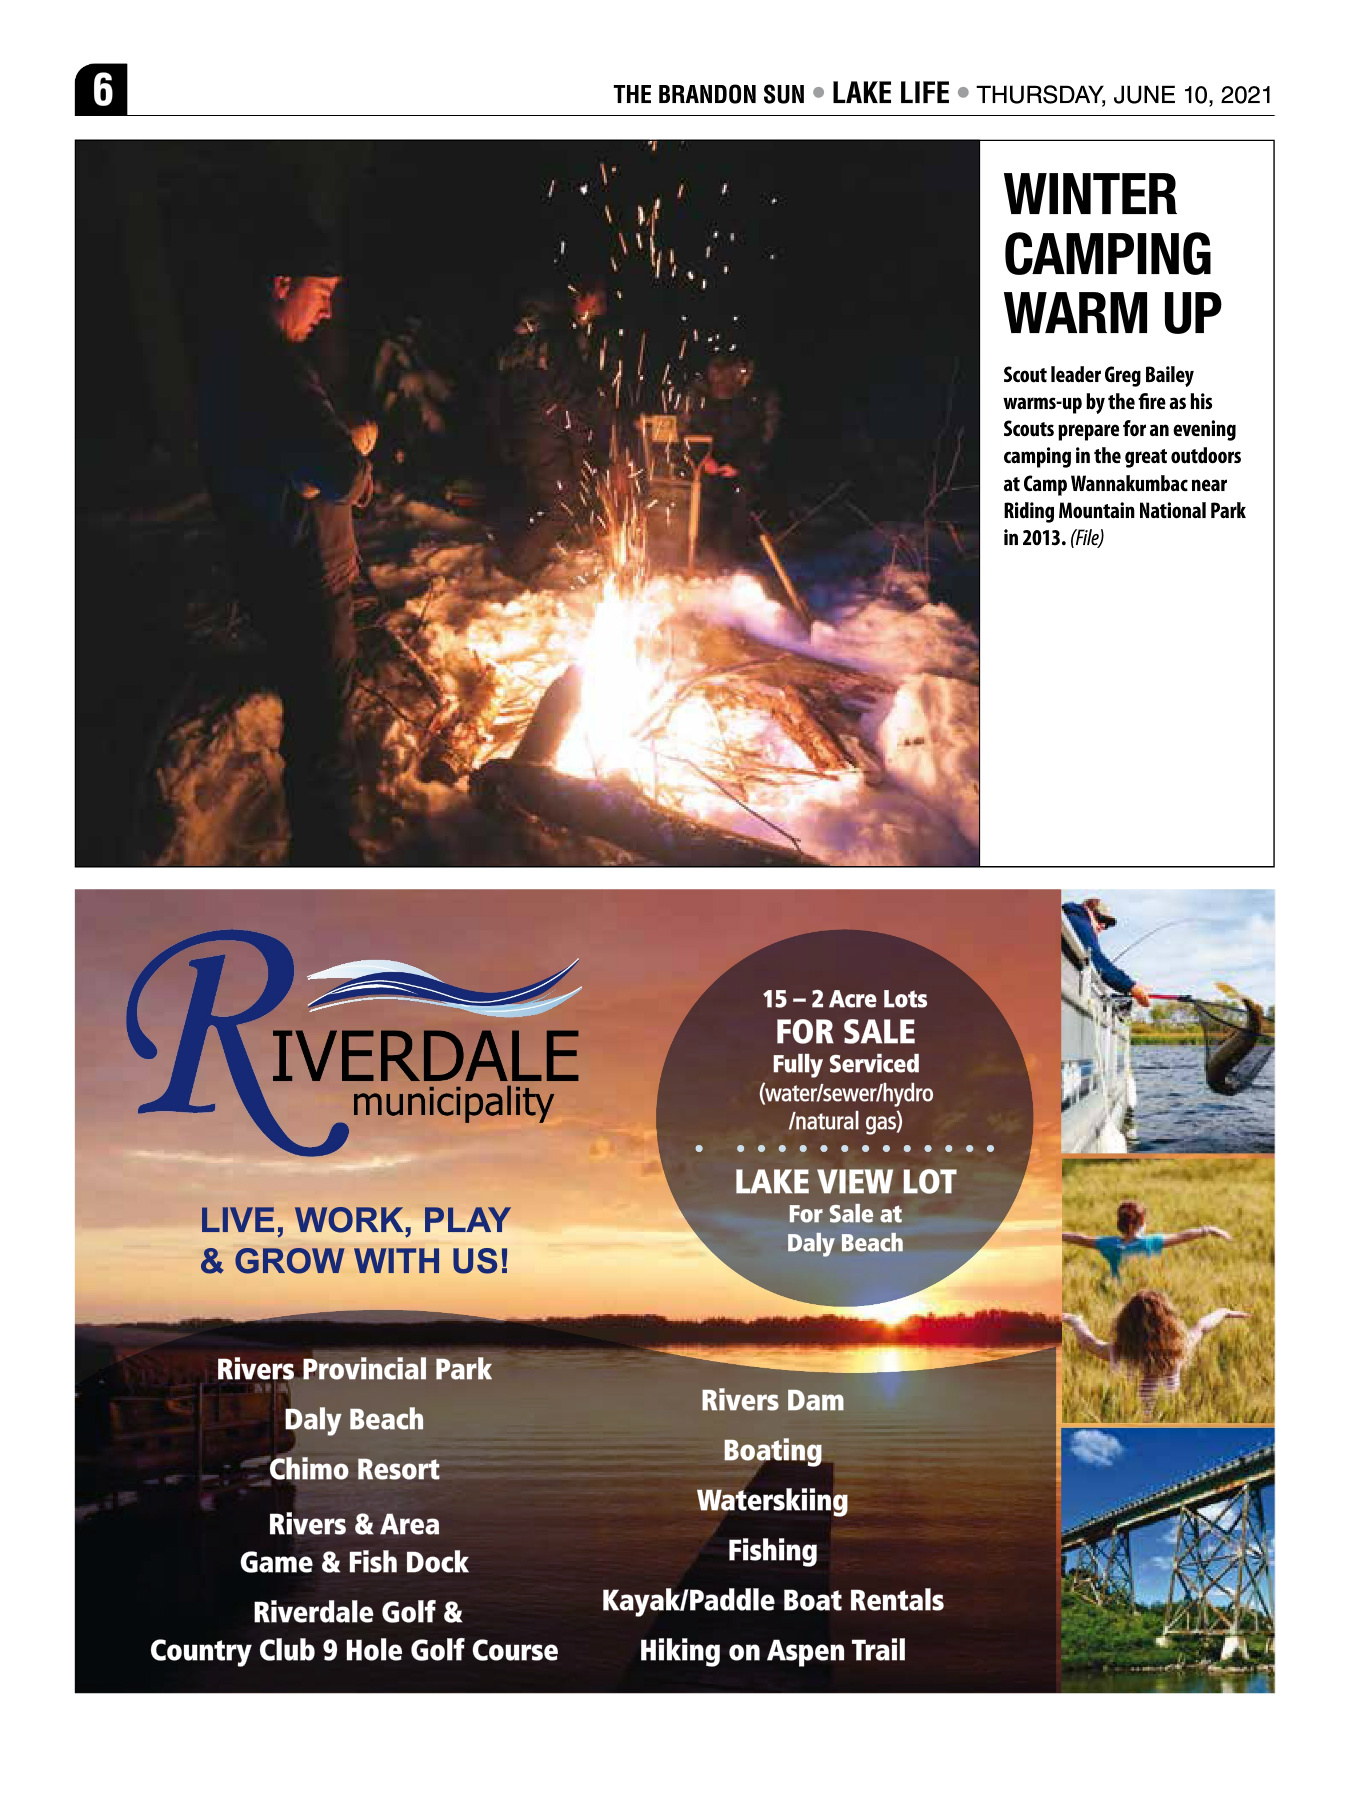 6
THE BRANDON SUN • LAKE LIFE • THURSDAY, JUNE 10, 2021
WINTER
CAMPING
WARM UP
Scout leader Greg Bailey
warms-up by the fire as his
Scouts prepare for an evening
camping in the great outdoors
at Camp Wannakumbac near
Riding Mountain National Park
in 2013. (File)
RIVERDALE
municipality
LIVE, WORK, PLAY
& GROW WITH US!
15 – 2 Acre Lots
FOR SALE
Fully Serviced
(water/sewer/hydro
/natural gas)
LAKE VIEW LOT
For Sale at
Daly Beach
Rivers Provincial Park
Daly Beach
Chimo Resort
Rivers & Area
Game & Fish Dock
Riverdale Golf &
Country Club 9 Hole Golf Course
Rivers Dam
Boating
Waterskiing
Fishing
Kayak/Paddle Boat Rentals
Hiking on Aspen Trail